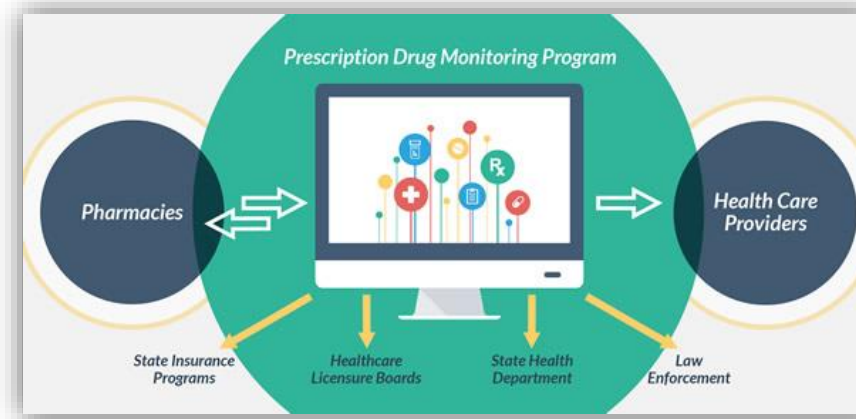 Prescription Drug Monitoring Program
Pharmacies
Rx
Health Care
Providers
State Insurance
Programs
Healthcare
Licensure Boards
State Health
Department
Law
Enforcement